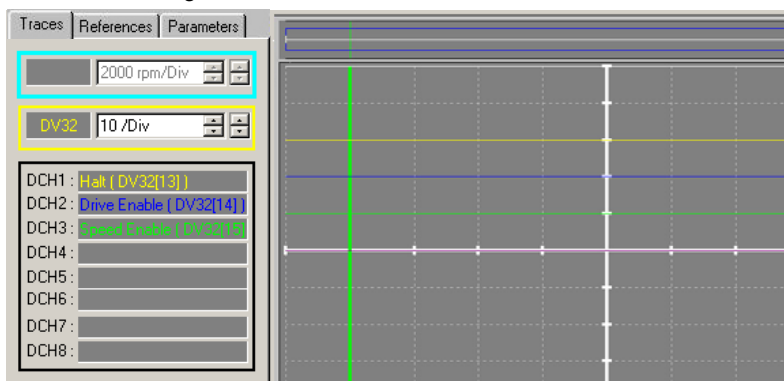 Traces References Parameters
2000 rpm/Div
DV32 10 /Div
DCH1 : Halt ( DV32[13] )
DCH2 : Drive Enable ( DV32[14] )
DCH3 : Speed Enable ( DV32[15]
DCH4 :
DCH5 :
DCH6 :
DCH7 :
DCH8 :